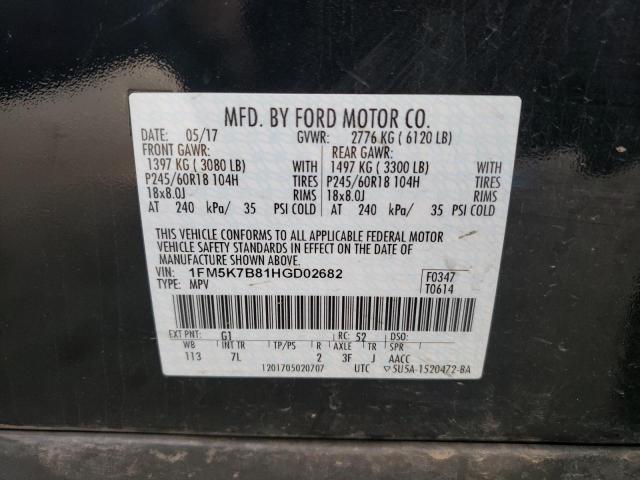 MFD. BY FORD MOTOR CO.
DATE: 05/17 GVWR: 2776 KG ( 6120 LB)
FRONT GAWR: REAR GAWR:
1397 KG ( 3080 LB) WITH 1497 KG ( 3300 LB) WITH
P245/60R18 104H TIRES P245/60R18 104H TIRES
18x8.0J RIMS 18x8.0J RIMS
AT 240 kPa/ 35 PSI COLD AT 240 kPa/ 35 PSI COLD
THIS VEHICLE CONFORMS TO ALL APPLICABLE FEDERAL MOTOR
VEHICLE SAFETY STANDARDS IN EFFECT ON THE DATE OF
MANUFACTURE SHOWN ABOVE.
VIN: 1FM5K7B81HGD02682 F0347
TYPE: MPV T0614
EXT PNT: G1 RC: 52 DSO:
WB INT TR TP/PS R AXLE TR SPR
113 7L 2 3F J AACC
1201705020707 UTC ▽5U5A-1520472-BA